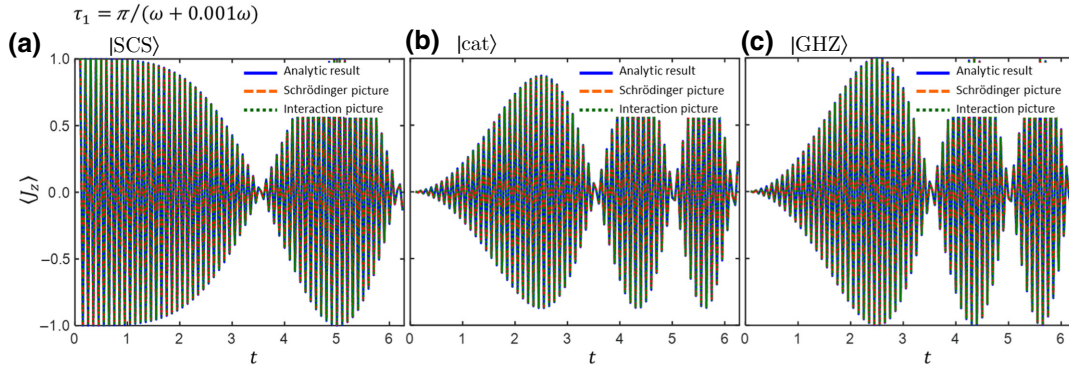 τ₁ = π/(ω + 0.001ω)
(a) |SCS⟩
(b) |cat⟩
(c) |GHZ⟩
Analytic result
Schrödinger picture
Interaction picture
Analytic result
Schrödinger picture
Interaction picture
Analytic result
Schrödinger picture
Interaction picture
1.0
0.5
0.0
−0.5
−1.0
⟨J_z⟩
0 1 2 3 4 5 6
0 1 2 3 4 5 6
0 1 2 3 4 5 6
t
t
t